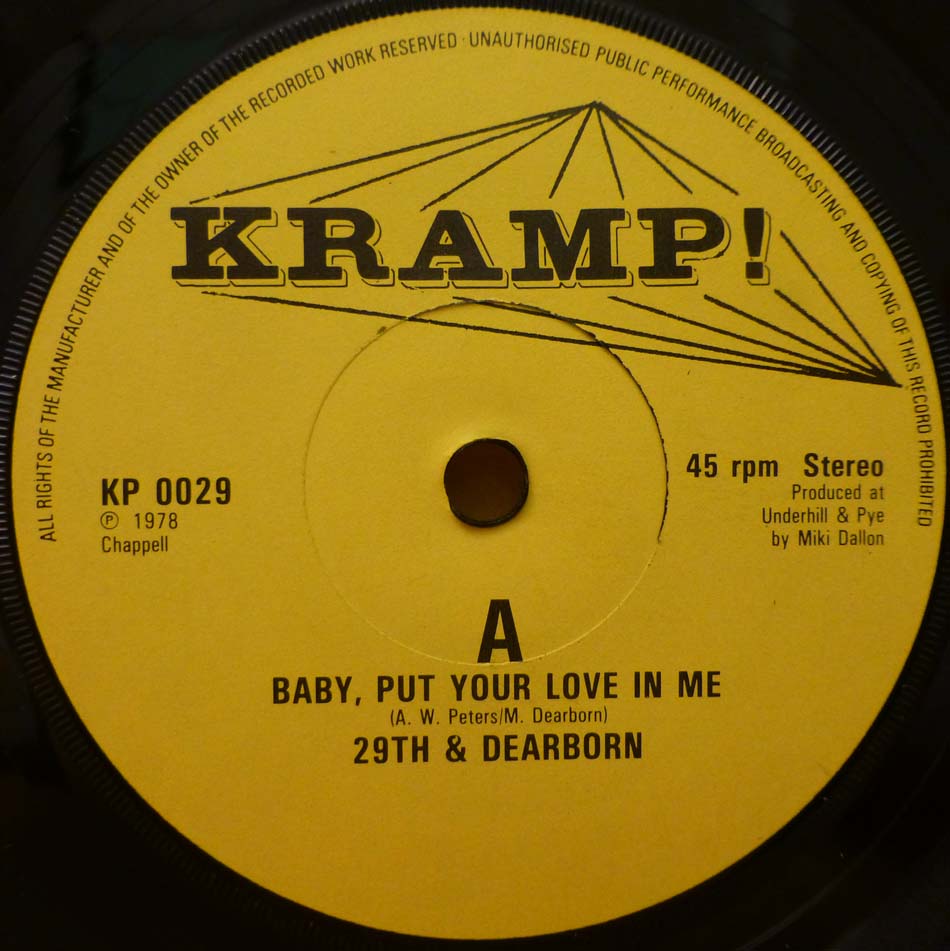 ALL RIGHTS OF THE MANUFACTURER AND OF THE OWNER OF THE RECORDED WORK RESERVED · UNAUTHORISED PUBLIC PERFORMANCE BROADCASTING AND COPYING OF THIS RECORD PROHIBITED
KRAMP!
KP 0029
℗ 1978
Chappell
45 rpm Stereo
Produced at
Underhill & Pye
by Miki Dallon
A
BABY, PUT YOUR LOVE IN ME
(A. W. Peters/M. Dearborn)
29TH & DEARBORN